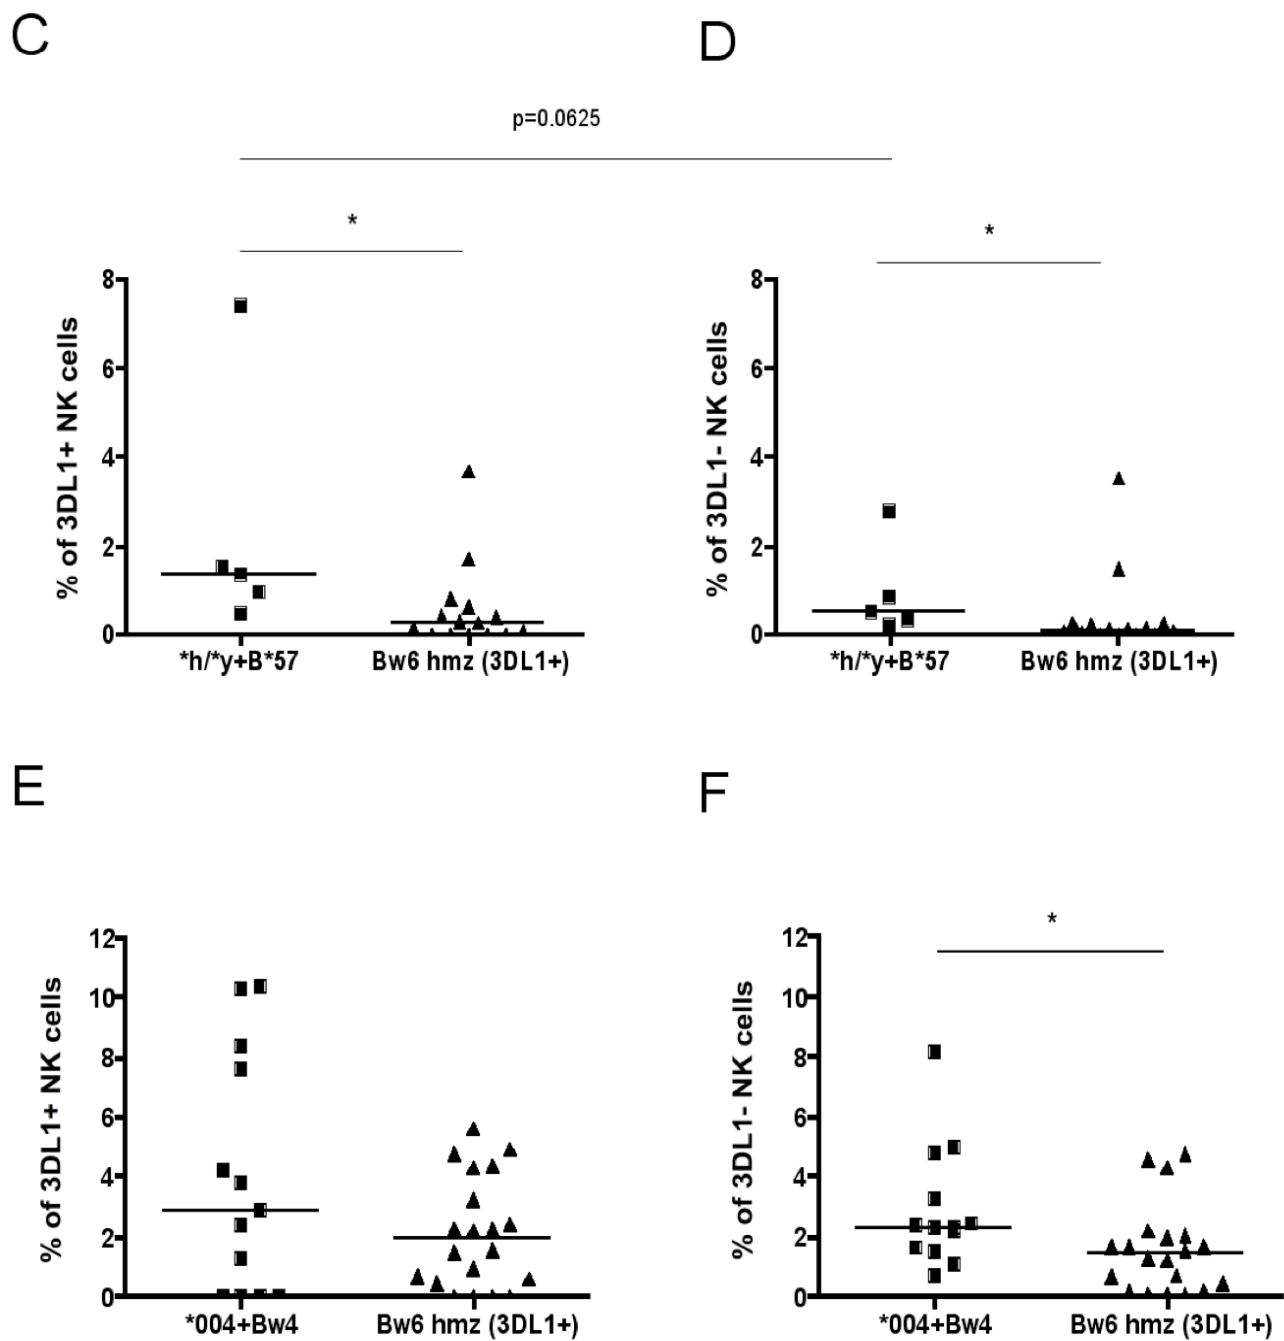 C
D
p=0.0625
*
*
8
6
4
2
0
% of 3DL1+ NK cells
*h/*y+B*57
Bw6 hmz (3DL1+)
8
6
4
2
0
% of 3DL1- NK cells
*h/*y+B*57
Bw6 hmz (3DL1+)
E
F
*
12
10
8
6
4
2
0
% of 3DL1+ NK cells
*004+Bw4
Bw6 hmz (3DL1+)
12
10
8
6
4
2
0
% of 3DL1- NK cells
*004+Bw4
Bw6 hmz (3DL1+)